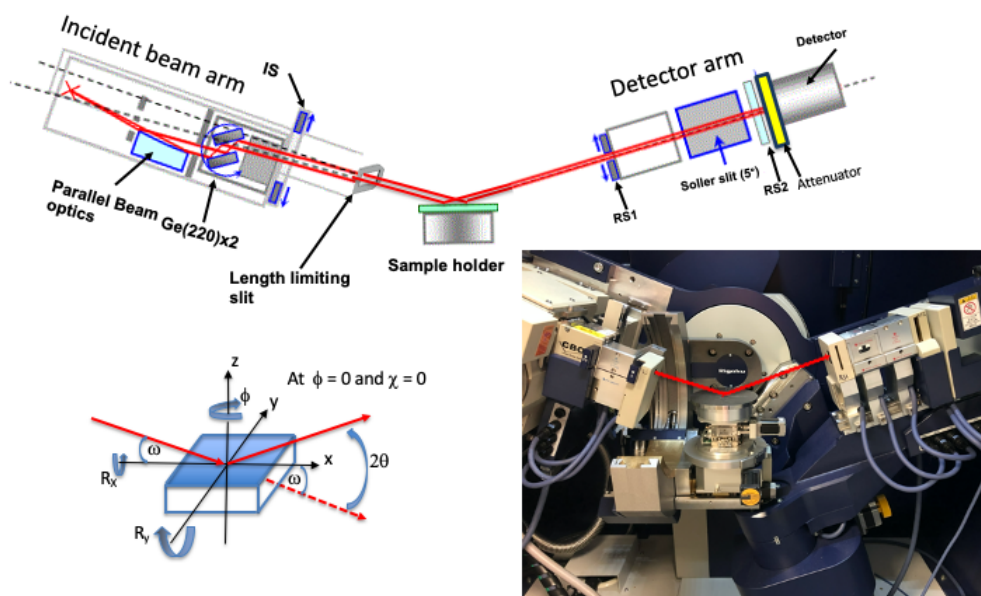 Incident beam arm
IS
Detector arm
Detector
Parallel Beam
optics
Ge(220)x2
Length limiting
slit
Sample holder
RS1
Soller slit (5°)
RS2
Attenuator
z
ϕ
At ϕ = 0 and χ = 0
y
ω
x
ω
2θ
Rx
Ry
CBO